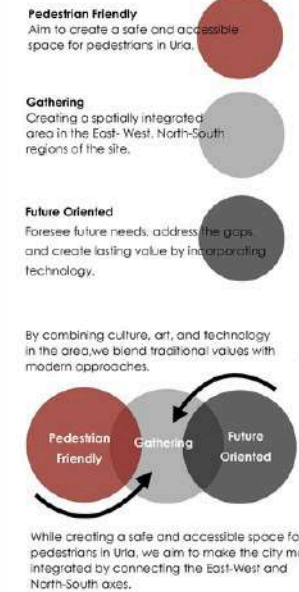 Pedestrian Friendly
Aim to create a safe and accessible
space for pedestrians in Urla.
Gathering
Creating a spatially integrated
area in the East- West, North-South
regions of the site.
Future Oriented
Foresee future needs, address the gaps,
and create lasting value by incorporating
technology.
By combining culture, art, and technology
in the area,we blend traditional values with
modern approaches.
Pedestrian
Friendly
Gathering
Future
Oriented
While creating a safe and accessible space fo
pedestrians in Urla, we aim to make the city mo
integrated by connecting the East-West and
North-South axes.